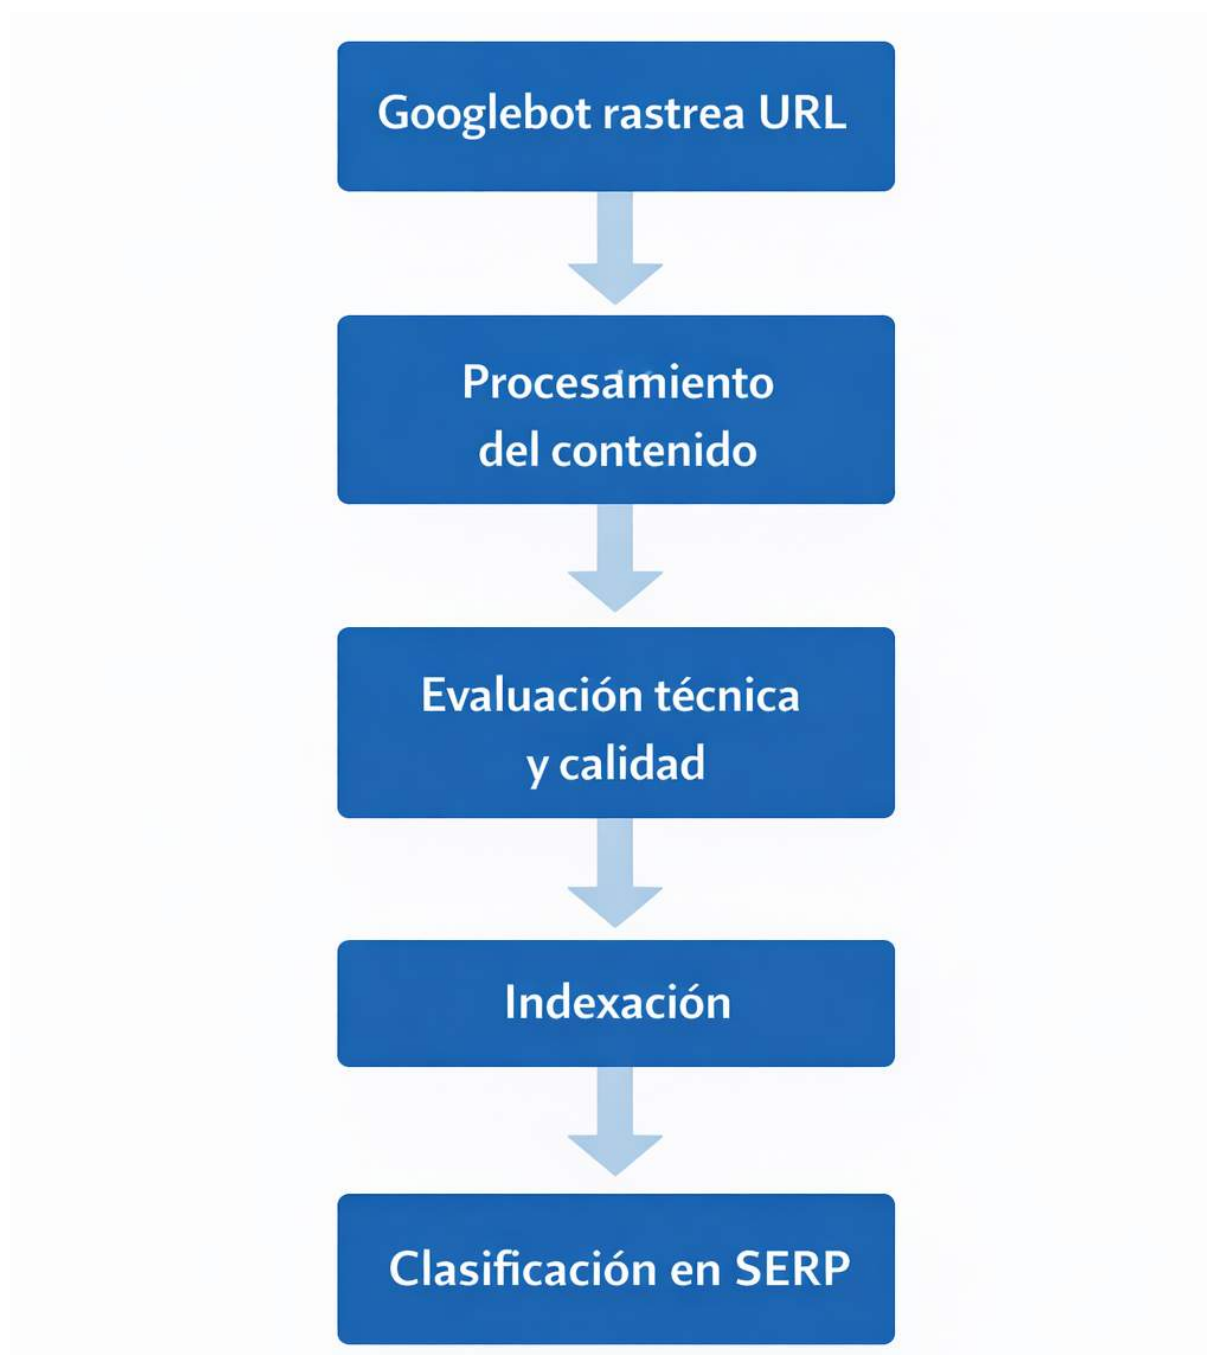 Googlebot rastrea URL
Procesamiento
del contenido
Evaluación técnica
y calidad
Indexación
Clasificación en SERP